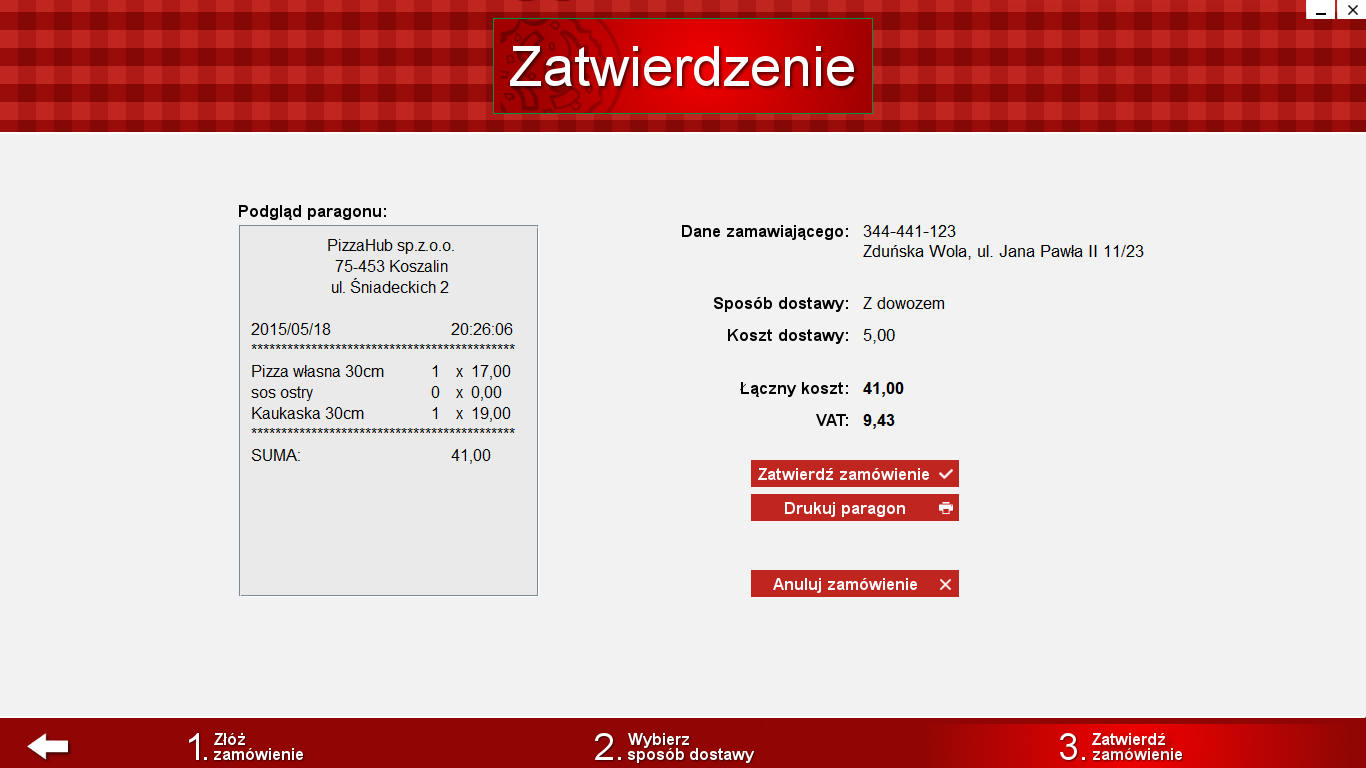 Zatwierdzenie
Podgląd paragonu:
PizzaHub sp.z.o.o.
75-453 Koszalin
ul. Śniadeckich 2
2015/05/18 20:26:06
********************************************
Pizza własna 30cm 1 x 17,00
sos ostry 0 x 0,00
Kaukaska 30cm 1 x 19,00
********************************************
SUMA: 41,00
Dane zamawiającego: 344-441-123
Zduńska Wola, ul. Jana Pawła II 11/23
Sposób dostawy: Z dowozem
Koszt dostawy: 5,00
Łączny koszt: 41,00
VAT: 9,43
Zatwierdź zamówienie
Drukuj paragon
Anuluj zamówienie
1. Złóż
zamówienie
2. Wybierz
sposób dostawy
3. Zatwierdź
zamówienie